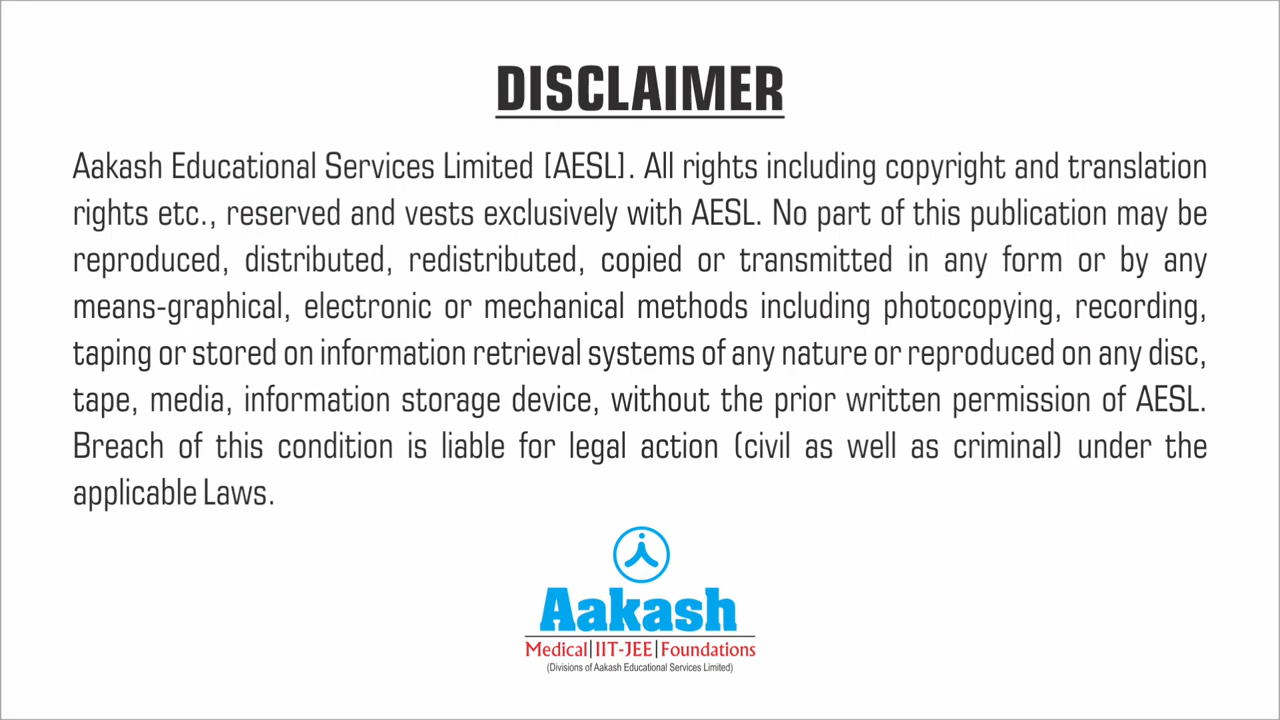 DISCLAIMER
Aakash Educational Services Limited [AESL]. All rights including copyright and translation
rights etc., reserved and vests exclusively with AESL. No part of this publication may be
reproduced, distributed, redistributed, copied or transmitted in any form or by any
means-graphical, electronic or mechanical methods including photocopying, recording,
taping or stored on information retrieval systems of any nature or reproduced on any disc,
tape, media, information storage device, without the prior written permission of AESL.
Breach of this condition is liable for legal action (civil as well as criminal) under the
applicable Laws.
Aakash
Medical|IIT-JEE|Foundations
(Divisions of Aakash Educational Services Limited)